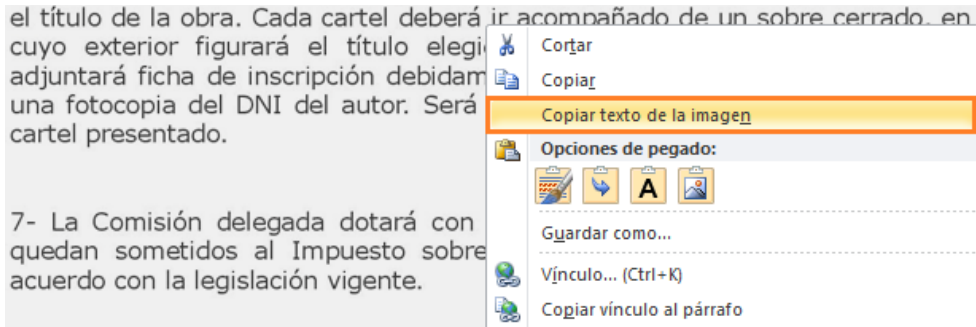 el título de la obra. Cada cartel deberá ir acompañado de un sobre cerrado, en
cuyo exterior figurará el título elegi
adjuntará ficha de inscripción debidam
una fotocopia del DNI del autor. Será
cartel presentado.
7- La Comisión delegada dotará con
quedan sometidos al Impuesto sobre
acuerdo con la legislación vigente.
Cortar
Copiar
Copiar texto de la imagen
Opciones de pegado:
A
Guardar como...
Vínculo... (Ctrl+K)
Copiar vínculo al párrafo